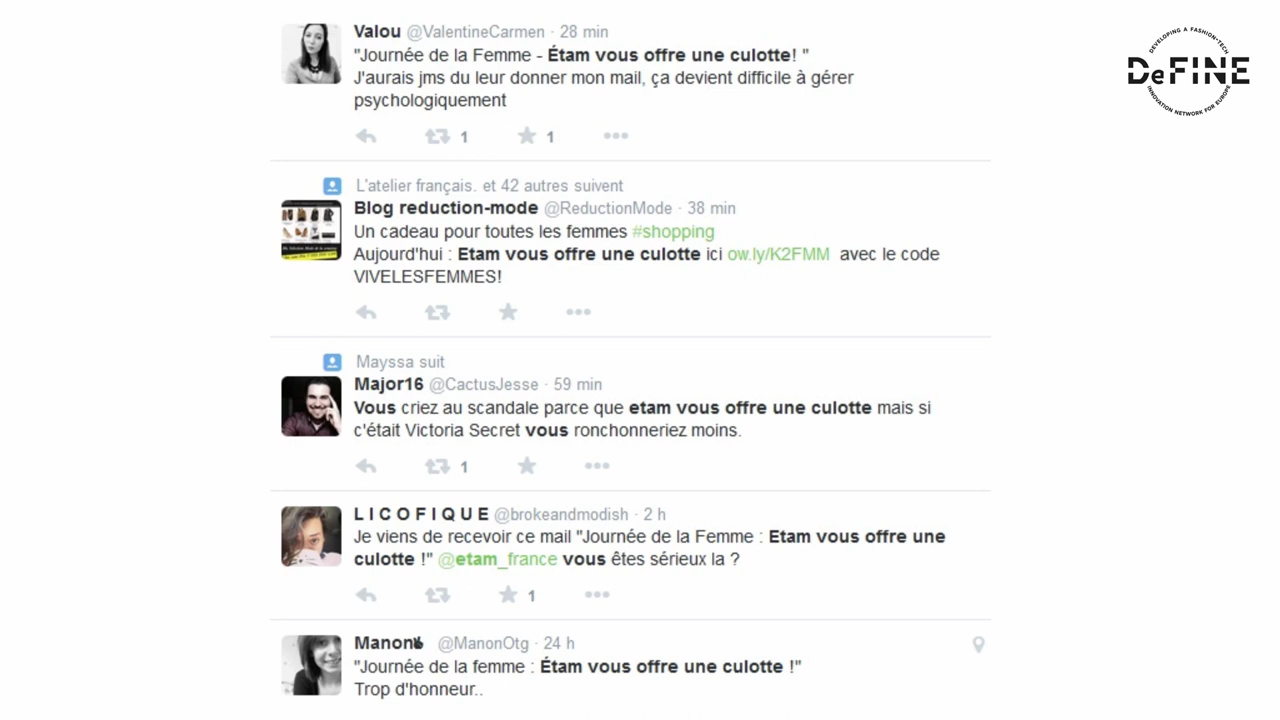 Valou @ValentineCarmen · 28 min
"Journée de la Femme - Étam vous offre une culotte! "
J'aurais jms du leur donner mon mail, ça devient difficile à gérer
psychologiquement
1 1
L'atelier français. et 42 autres suivent
Blog reduction-mode @ReductionMode · 38 min
Un cadeau pour toutes les femmes #shopping
Aujourd'hui : Etam vous offre une culotte ici ow.ly/K2FMM avec le code
VIVELESFEMMES!
Mayssa suit
Major16 @CactusJesse · 59 min
Vous criez au scandale parce que etam vous offre une culotte mais si
c'était Victoria Secret vous ronchonneriez moins.
1
L I C O F I Q U E @brokeandmodish · 2 h
Je viens de recevoir ce mail "Journée de la Femme : Etam vous offre une
culotte !" @etam_france vous êtes sérieux la ?
1
Manon @ManonOtg · 24 h
"Journée de la femme : Étam vous offre une culotte !"
Trop d'honneur..
DEVELOPING A FASHION-TECH
DeFINE
INNOVATION NETWORK FOR EUROPE